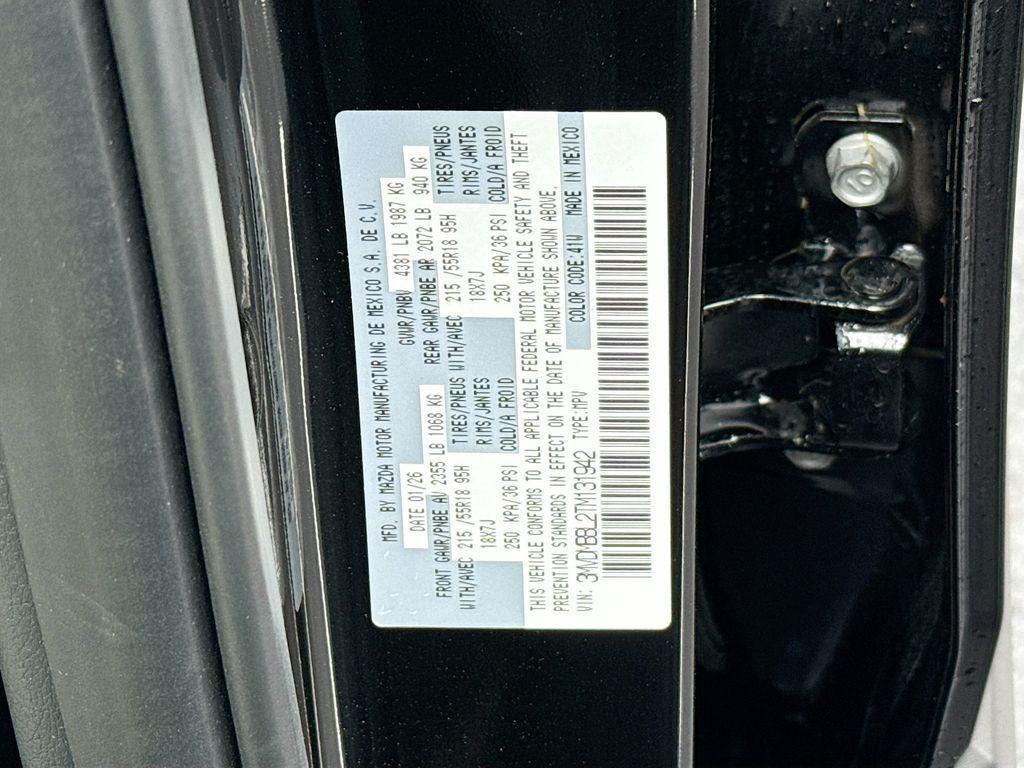 MFD. BY MAZDA MOTOR MANUFACTURING DE MEXICO S.A. DE C.V.
DATE 01/26 GVWR/PNBV 4381 LB 1987 KG
FRONT GAWR/PNBE AV 2355 LB 1068 KG REAR GAWR/PNBE AR 2072 LB 940 KG
WITH/AVEC 215 /55R18 95H TIRES/PNEUS WITH/AVEC 215 /55R18 95H TIRES/PNEUS
18X7J RIMS/JANTES 18X7J RIMS/JANTES
250 KPA/36 PSI COLD/A FROID 250 KPA/36 PSI COLD/A FROID
THIS VEHICLE CONFORMS TO ALL APPLICABLE FEDERAL MOTOR VEHICLE SAFETY AND THEFT
PREVENTION STANDARDS IN EFFECT ON THE DATE OF MANUFACTURE SHOWN ABOVE.
VIN: 3MVDMBBL2TM131942 TYPE:MPV COLOR CODE:41W MADE IN MEXICO